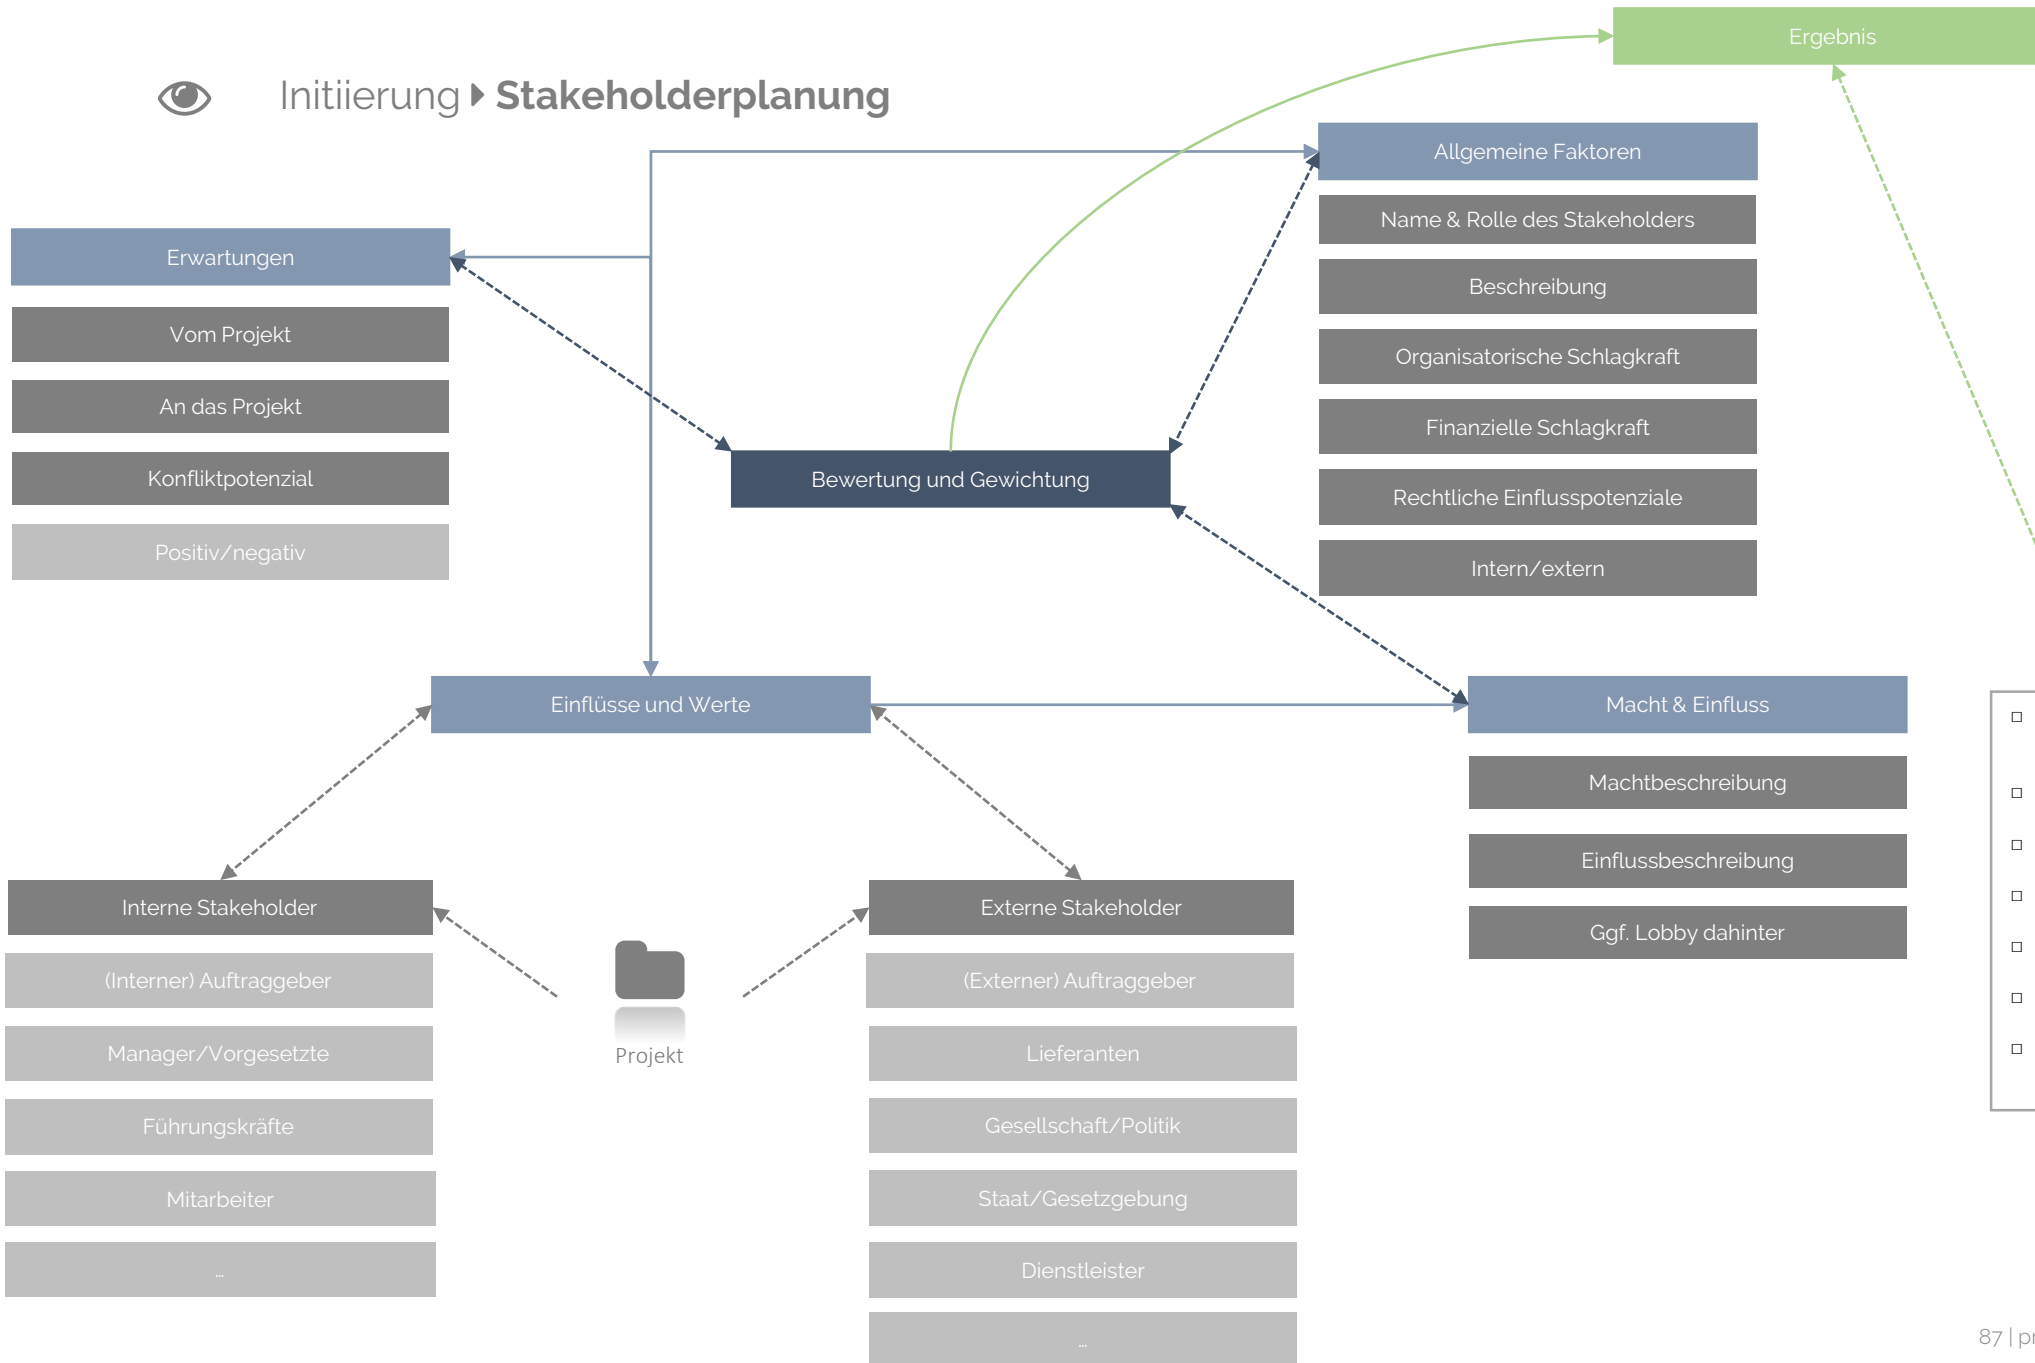 Ergebnis
Initiierung Stakeholderplanung
Allgemeine Faktoren
Name & Rolle des Stakeholders
Beschreibung
Organisatorische Schlagkraft
Finanzielle Schlagkraft
Rechtliche Einflusspotenziale
Intern/extern
Erwartungen
Vom Projekt
An das Projekt
Konfliktpotenzial
Positiv/negativ
Bewertung und Gewichtung
Einflüsse und Werte
Macht & Einfluss
Machtbeschreibung
Einflussbeschreibung
Ggf. Lobby dahinter
Interne Stakeholder
(Interner) Auftraggeber
Manager/Vorgesetzte
Führungskräfte
Mitarbeiter
...
Projekt
Externe Stakeholder
(Externer) Auftraggeber
Lieferanten
Gesellschaft/Politik
Staat/Gesetzgebung
Dienstleister
...
87 |